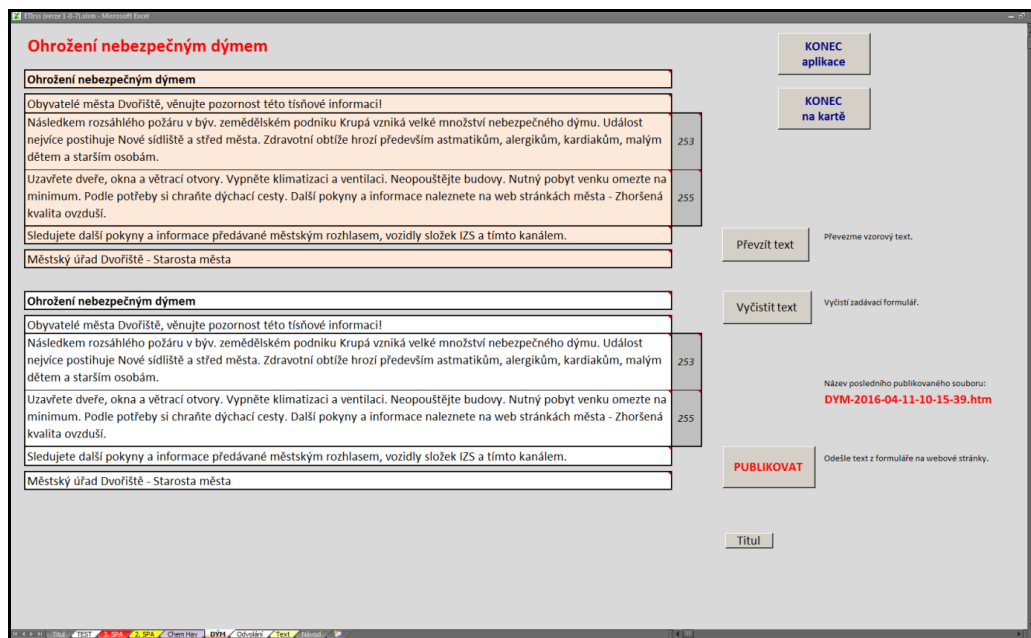 ETirss (verze 1-0-7).xlsm - Microsoft Excel
Ohrožení nebezpečným dýmem
KONEC
aplikace
Ohrožení nebezpečným dýmem
KONEC
na kartě
Obyvatelé města Dvořiště, věnujte pozornost této tísňové informaci!
Následkem rozsáhlého požáru v býv. zemědělském podniku Krupá vzniká velké množství nebezpečného dýmu. Událost
nejvíce postihuje Nové sídliště a střed města. Zdravotní obtíže hrozí především astmatikům, alergikům, kardiakům, malým
dětem a starším osobám.
253
Uzavřete dveře, okna a větrací otvory. Vypněte klimatizaci a ventilaci. Neopouštějte budovy. Nutný pobyt venku omezte na
minimum. Podle potřeby si chraňte dýchací cesty. Další pokyny a informace naleznete na web stránkách města - Zhoršená
kvalita ovzduší.
255
Sledujete další pokyny a informace předávané městským rozhlasem, vozidly složek IZS a tímto kanálem.
Převzít text
Převezme vzorový text.
Městský úřad Dvořiště - Starosta města
Ohrožení nebezpečným dýmem
Vyčistit text
Vyčistí zadávací formulář.
Obyvatelé města Dvořiště, věnujte pozornost této tísňové informaci!
Následkem rozsáhlého požáru v býv. zemědělském podniku Krupá vzniká velké množství nebezpečného dýmu. Událost
nejvíce postihuje Nové sídliště a střed města. Zdravotní obtíže hrozí především astmatikům, alergikům, kardiakům, malým
dětem a starším osobám.
253
Název posledního publikovaného souboru:
DYM-2016-04-11-10-15-39.htm
Uzavřete dveře, okna a větrací otvory. Vypněte klimatizaci a ventilaci. Neopouštějte budovy. Nutný pobyt venku omezte na
minimum. Podle potřeby si chraňte dýchací cesty. Další pokyny a informace naleznete na web stránkách města - Zhoršená
kvalita ovzduší.
255
Sledujete další pokyny a informace předávané městským rozhlasem, vozidly složek IZS a tímto kanálem.
PUBLIKOVAT
Odešle text z formuláře na webové stránky.
Městský úřad Dvořiště - Starosta města
Titul
Titul TEST 3. SPA 2. SPA Chem Hav DÝM Odvolán Text Návod